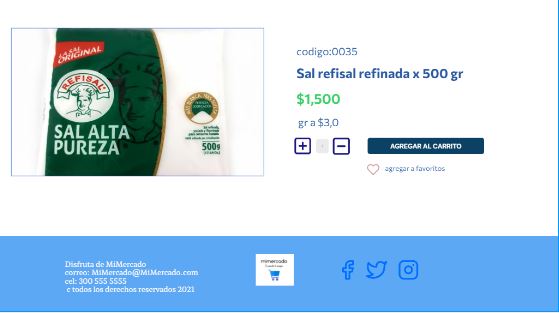 LA SAL
ORIGINAL
REFISAL
SAL ALTA
PUREZA
500g
codigo:0035
Sal refisal refinada x 500 gr
$1,500
gr a $3,0
AGREGAR AL CARRITO
agregar a favoritos
Disfruta de MiMercado
correo: MiMercado@MiMercado.com
cel: 300 555 5555
c todos los derechos reservados 2021
mimercado